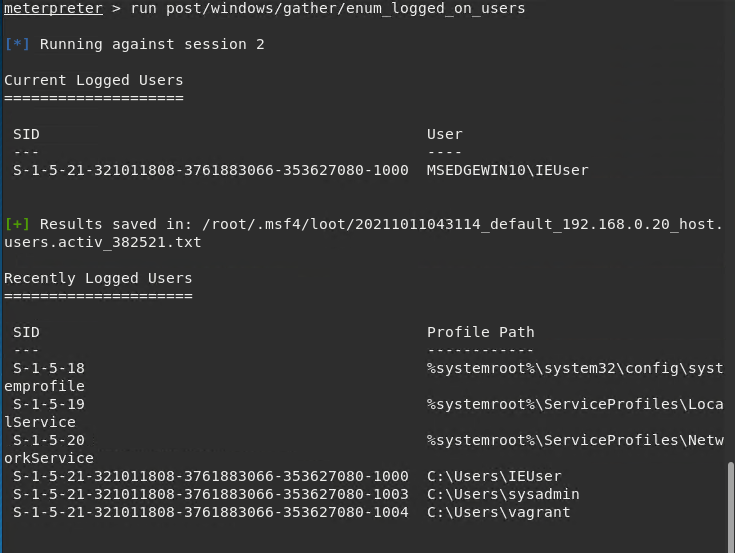 meterpreter > run post/windows/gather/enum_logged_on_users
[*] Running against session 2
Current Logged Users
====================
SID                                           User
---                                           ----
S-1-5-21-321011808-3761883066-353627080-1000  MSEDGEWIN10\IEUser
[+] Results saved in: /root/.msf4/loot/20211011043114_default_192.168.0.20_host.
users.activ_382521.txt
Recently Logged Users
=====================
SID                                           Profile Path
---                                           ------------
S-1-5-18                                      %systemroot%\system32\config\syst
emprofile
S-1-5-19                                      %systemroot%\ServiceProfiles\Loca
lService
S-1-5-20                                      %systemroot%\ServiceProfiles\Netw
orkService
S-1-5-21-321011808-3761883066-353627080-1000  C:\Users\IEUser
S-1-5-21-321011808-3761883066-353627080-1003  C:\Users\sysadmin
S-1-5-21-321011808-3761883066-353627080-1004  C:\Users\vagrant